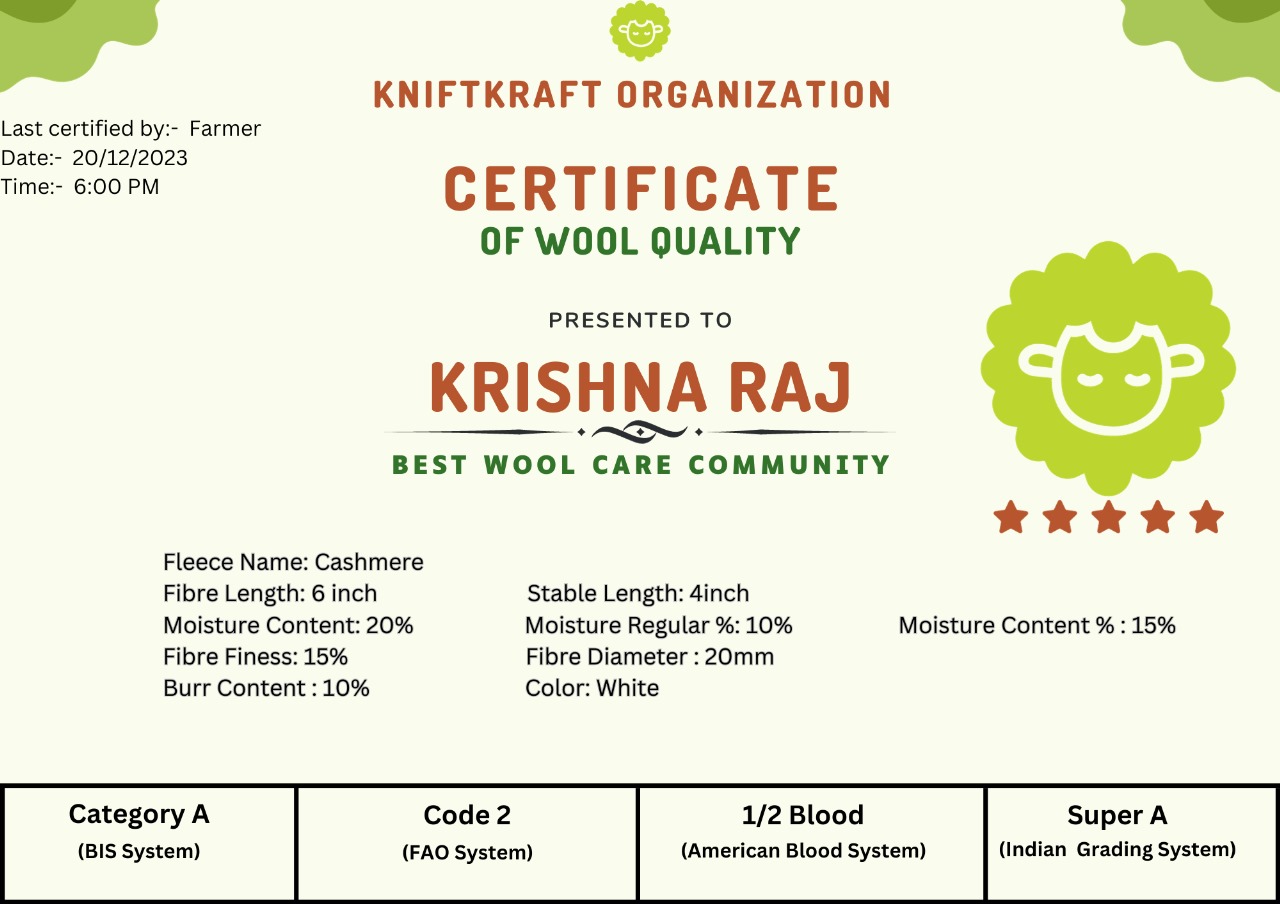 KNIFTKRAFT ORGANIZATION
Last certified by:- Farmer
Date:- 20/12/2023
Time:- 6:00 PM
CERTIFICATE
OF WOOL QUALITY
PRESENTED TO
KRISHNA RAJ
BEST WOOL CARE COMMUNITY
Fleece Name: Cashmere
Fibre Length: 6 inch Stable Length: 4inch
Moisture Content: 20% Moisture Regular %: 10% Moisture Content % : 15%
Fibre Finess: 15% Fibre Diameter : 20mm
Burr Content : 10% Color: White
Category A
(BIS System)
Code 2
(FAO System)
1/2 Blood
(American Blood System)
Super A
(Indian Grading System)